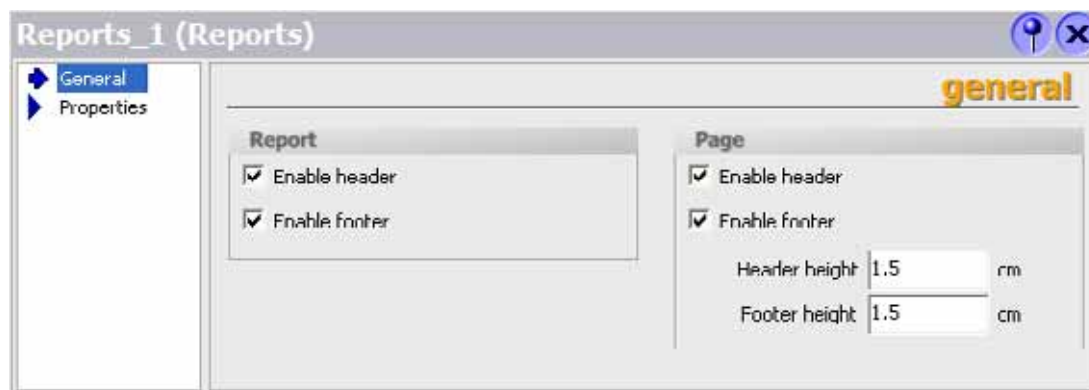 Reports_1 (Reports)
General
Properties
general
Report
Enable header
Enable footer
Page
Enable header
Enable footer
Header height 1.5 cm
Footer height 1.5 cm